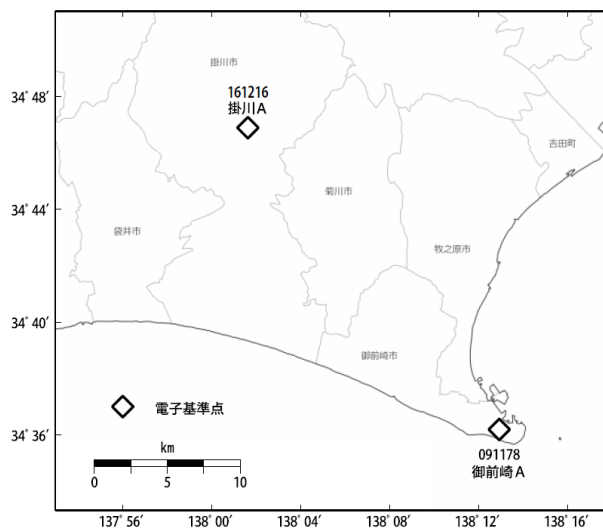 掛川市
34° 48′
161216
掛川A
吉田町
菊川市
34° 44′
袋井市
牧之原市
34° 40′
御前崎市
電子基準点
34° 36′
km
091178
0 5 10
御前崎A
137° 56′ 138° 00′ 138° 04′ 138° 08′ 138° 12′ 138° 16′